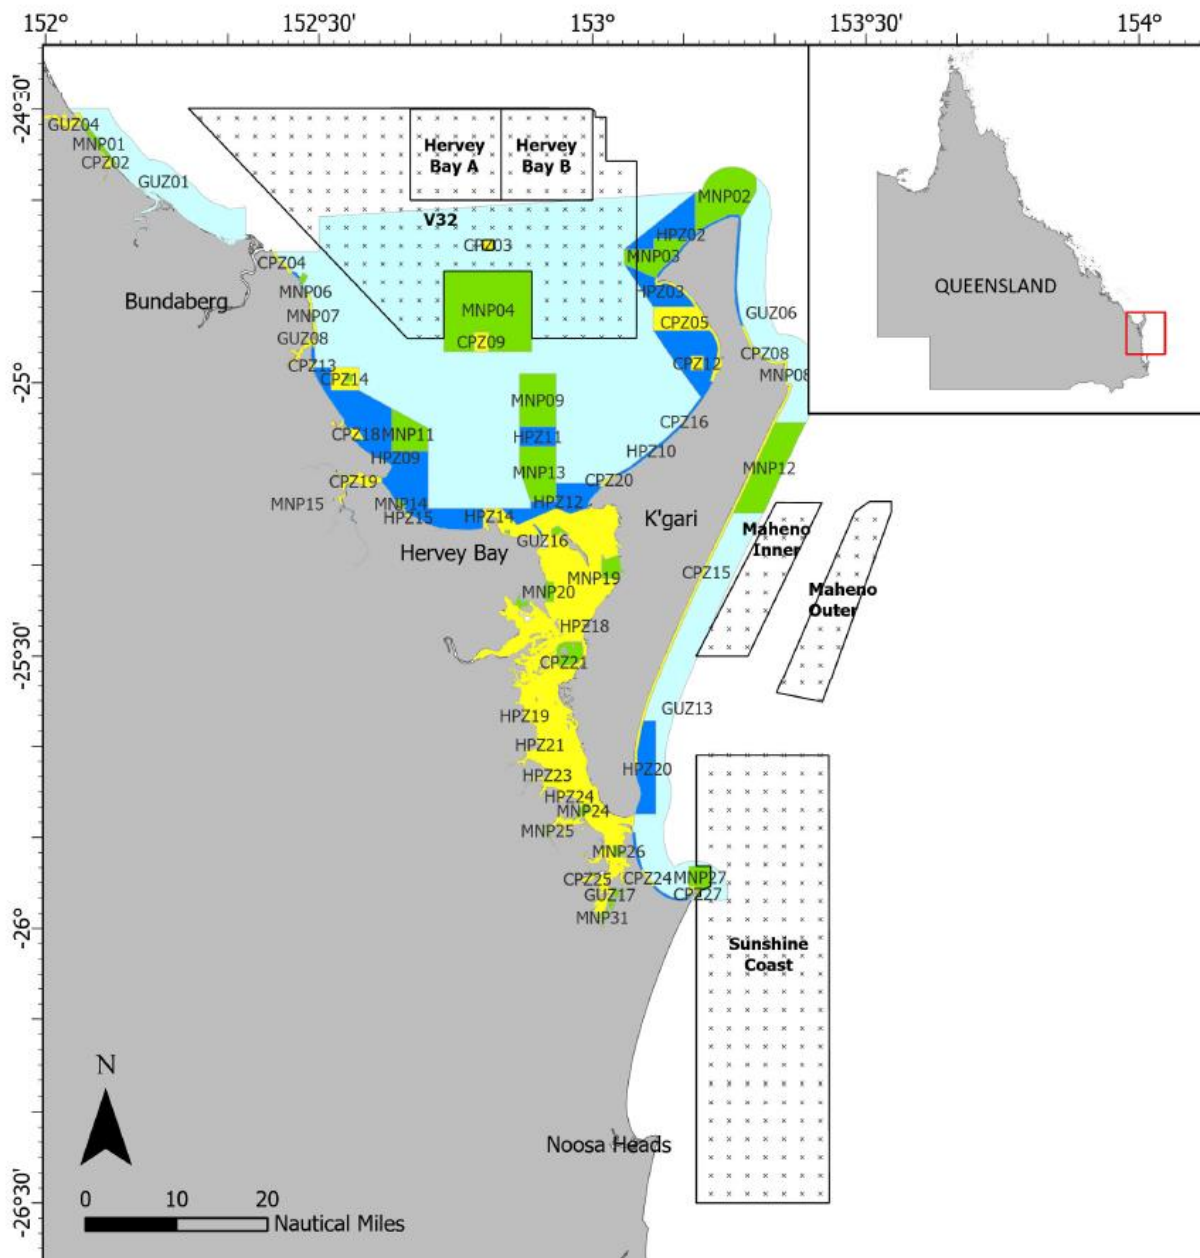 152°
152°30'
153°
153°30'
154°
-24°30'
-25°
-25°30'
-26°
-26°30'
GUZ04
MNP01
CPZ02
GUZ01
Hervey
Bay A
Hervey
Bay B
V32
CPZ03
MNP02
HPZ02
MNP03
HPZ03
CPZ04
Bundaberg
MNP06
MNP07
GUZ08
CPZ13
CPZ14
MNP04
CPZ09
CPZ05
CPZ12
GUZ06
CPZ08
MNP08
QUEENSLAND
MNP09
HPZ11
MNP13
CPZ16
HPZ10
CPZ18
MNP11
HPZ09
CPZ19
MNP15
MNP14
HPZ15
HPZ14
HPZ12
CPZ20
MNP12
K'gari
Hervey Bay
GUZ16
MNP19
MNP20
HPZ18
CPZ21
CPZ15
Maheno
Inner
Maheno
Outer
HPZ19
HPZ21
HPZ23
HPZ24
MNP24
MNP25
MNP26
GUZ13
HPZ20
CPZ25
CPZ24
MNP27
CPZ27
GUZ17
MNP31
Sunshine
Coast
Noosa Heads
N
0
10
20
Nautical Miles